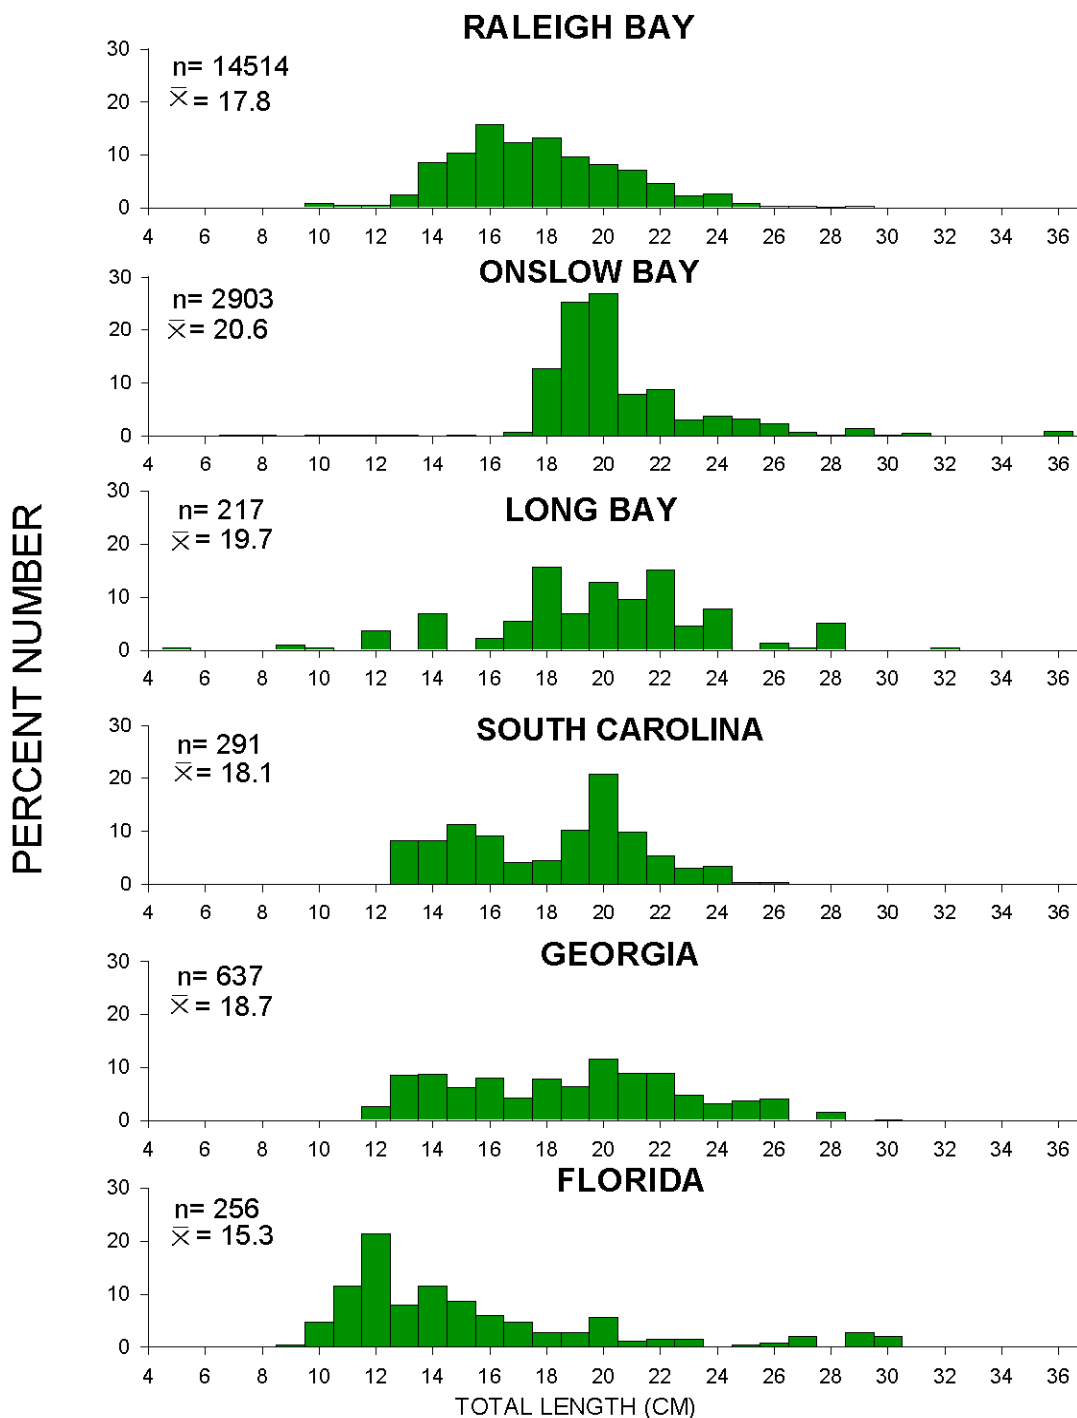 RALEIGH BAY
n= 14514
x̄ = 17.8
30
20
10
0
4 6 8 10 12 14 16 18 20 22 24 26 28 30 32 34 36
ONSLOW BAY
n= 2903
x̄ = 20.6
30
20
10
0
4 6 8 10 12 14 16 18 20 22 24 26 28 30 32 34 36
LONG BAY
n= 217
x̄ = 19.7
30
20
10
0
4 6 8 10 12 14 16 18 20 22 24 26 28 30 32 34 36
PERCENT NUMBER
SOUTH CAROLINA
n= 291
x̄ = 18.1
30
20
10
0
4 6 8 10 12 14 16 18 20 22 24 26 28 30 32 34 36
GEORGIA
n= 637
x̄ = 18.7
30
20
10
0
4 6 8 10 12 14 16 18 20 22 24 26 28 30 32 34 36
FLORIDA
n= 256
x̄ = 15.3
30
20
10
0
4 6 8 10 12 14 16 18 20 22 24 26 28 30 32 34 36
TOTAL LENGTH (CM)